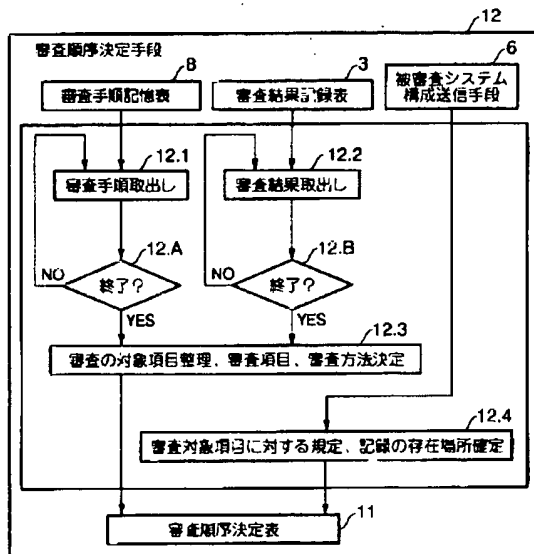 12
審査順序決定手段
8
3
6
審査手順記憶表
審査結果記録表
被審査システム
構成送信手段
12.1
12.2
審査手順取出し
審査結果取出し
12.A
12.B
NO
終了?
NO
終了?
YES
YES
12.3
審査の対象項目整理、審査項目、審査方法決定
12.4
審査対象項目に対する規定、記録の存在場所確定
11
審査順序決定表